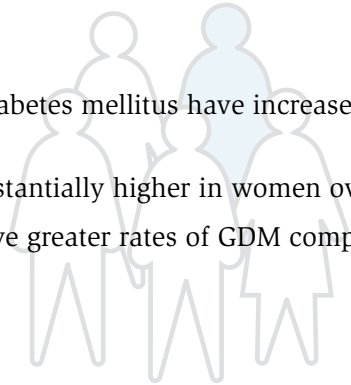 abetes mellitus have increase
stantially higher in women ov
ve greater rates of GDM comp